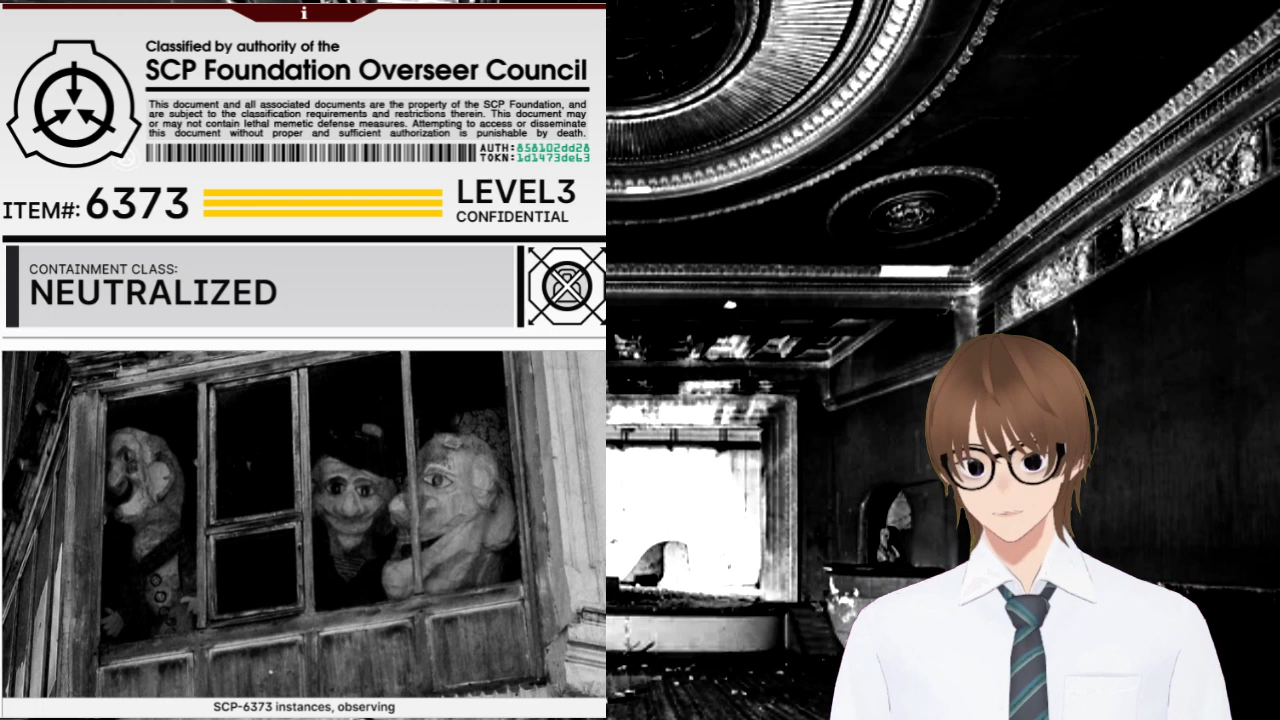 i
Classified by authority of the
SCP Foundation Overseer Council
This document and all associated documents are the property of the SCP Foundation, and
are subject to the classification requirements and restrictions therein. This document may
or may not contain lethal memetic defense measures. Attempting to access or disseminate
this document without proper and sufficient authorization is punishable by death.
AUTH:858102dd28
TOKN:1d1473de63
ITEM#: 6373
LEVEL3
CONFIDENTIAL
CONTAINMENT CLASS:
NEUTRALIZED
SCP-6373 instances, observing